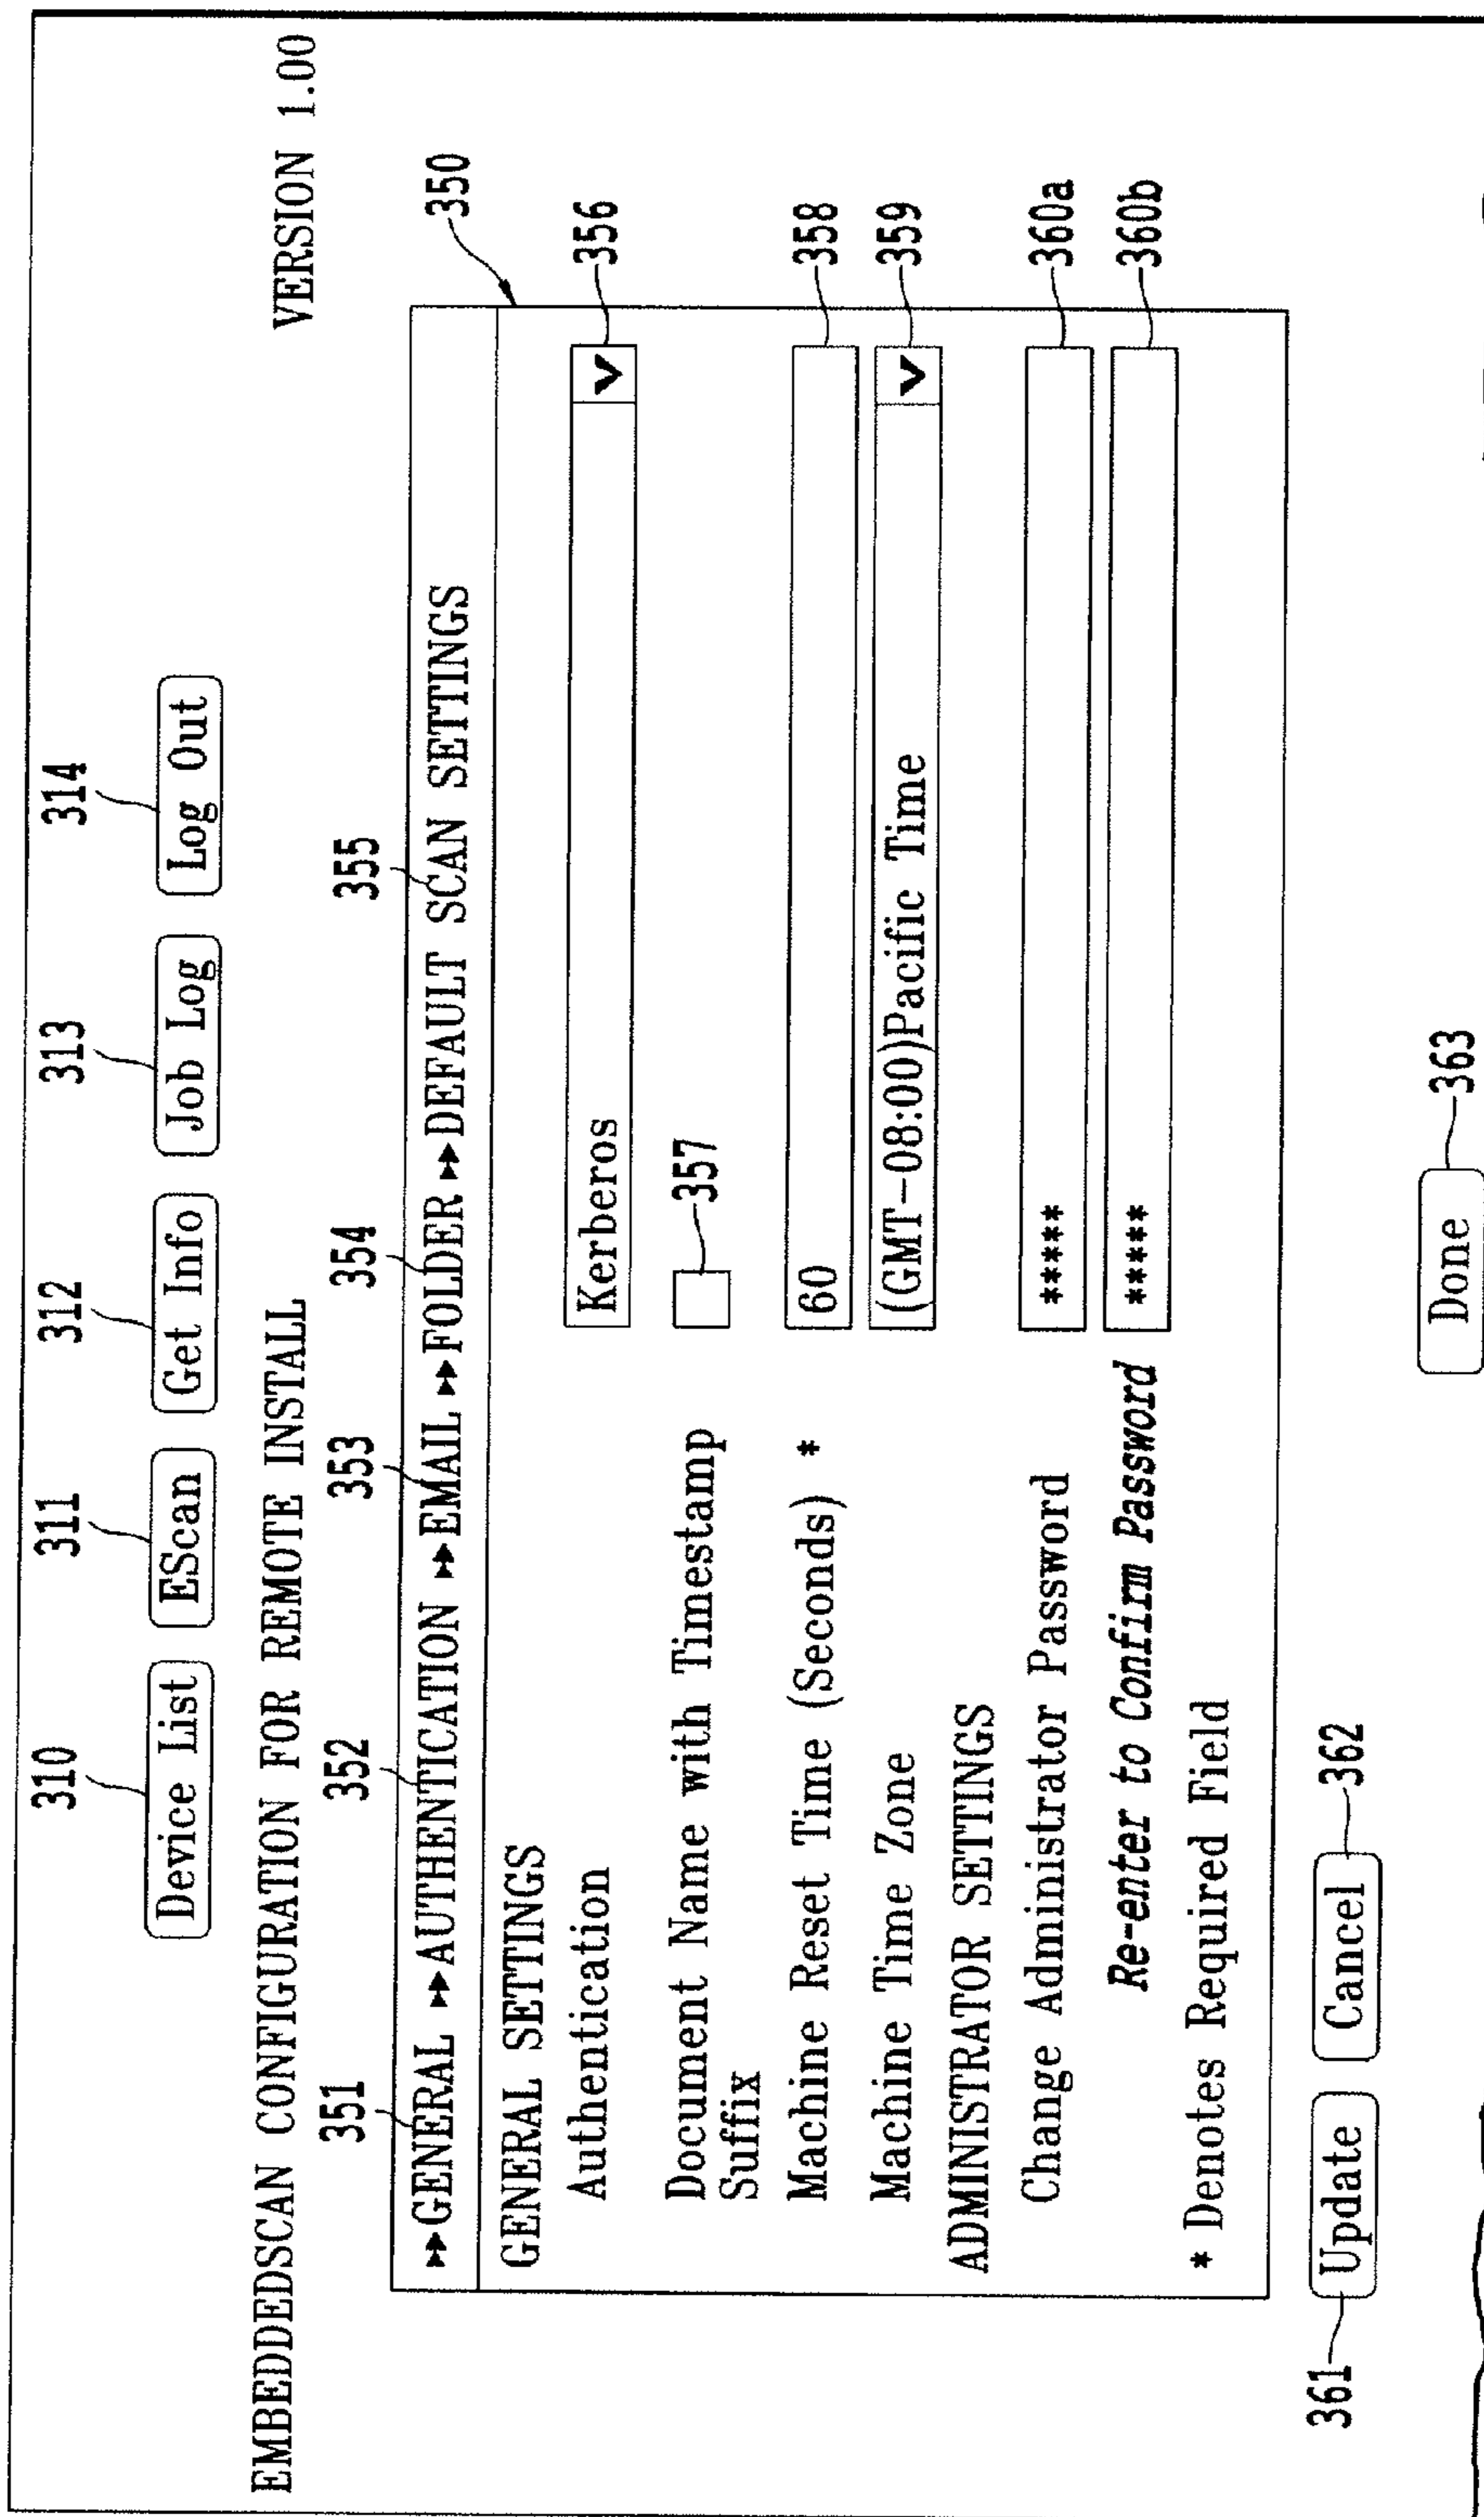 310 311 312 313 314
Device List EScan Get Info Job Log Log Out
EMBEDDEDSCAN CONFIGURATION FOR REMOTE INSTALL VERSION 1.00
351 352 353 354 355 350
GENERAL AUTHENTICATION EMAIL FOLDER DEFAULT SCAN SETTINGS
GENERAL SETTINGS
Authentication Kerberos 356
Document Name with Timestamp 357
Suffix
Machine Reset Time (Seconds) * 60 358
Machine Time Zone (GMT-08:00)Pacific Time 359
ADMINISTRATOR SETTINGS
Change Administrator Password ***** 360a
Re-enter to Confirm Password ***** 360b
* Denotes Required Field
361 Update Cancel 362
Done 363